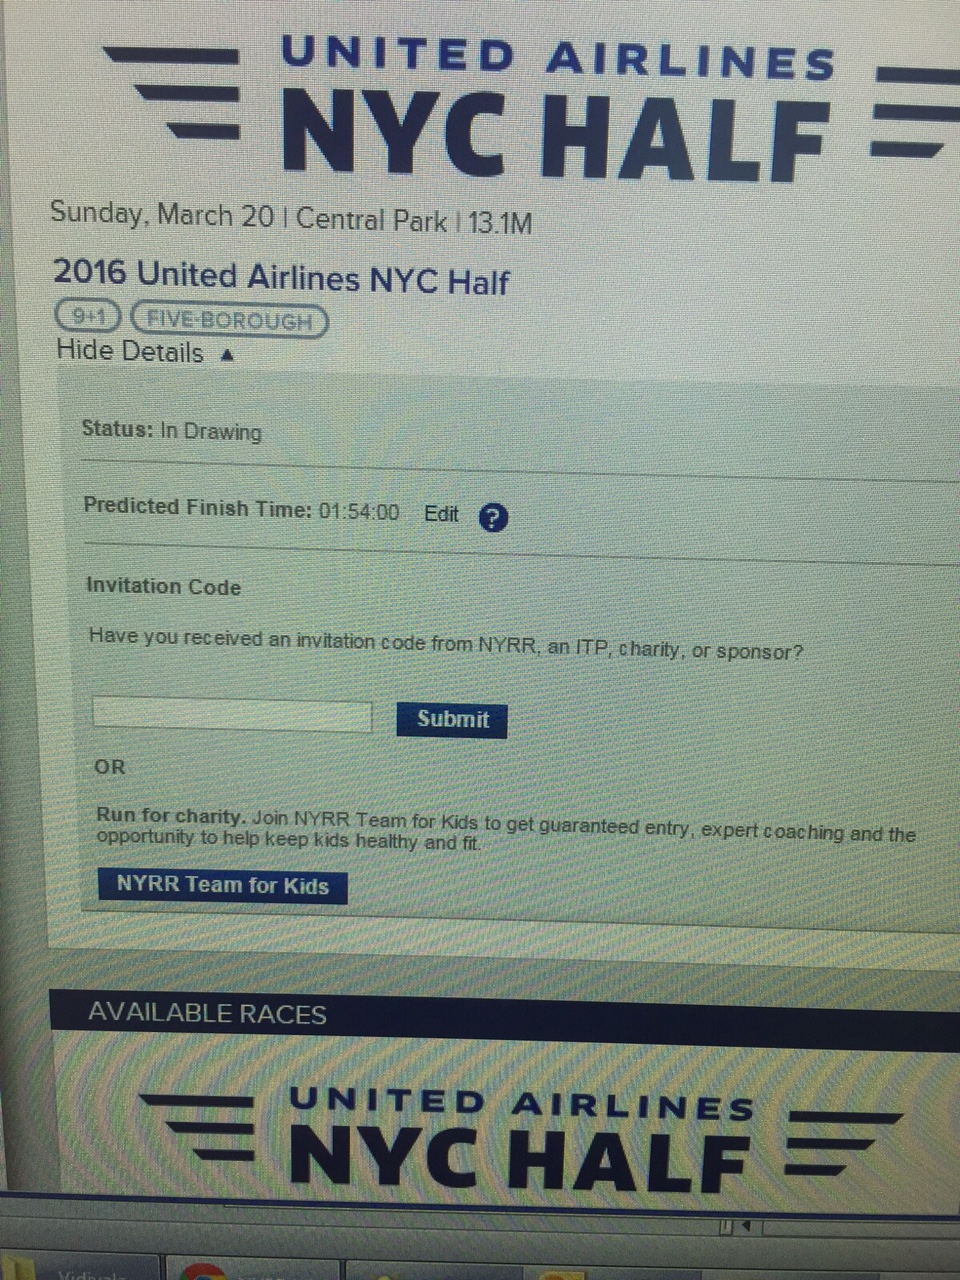 UNITED AIRLINES
NYC HALF
Sunday, March 20 | Central Park | 13.1M
2016 United Airlines NYC Half
9+1 FIVE-BOROUGH
Hide Details ▲
Status: In Drawing
Predicted Finish Time: 01:54:00 Edit ?
Invitation Code
Have you received an invitation code from NYRR, an ITP, charity, or sponsor?
Submit
OR
Run for charity. Join NYRR Team for Kids to get guaranteed entry, expert coaching and the
opportunity to help keep kids healthy and fit.
NYRR Team for Kids
AVAILABLE RACES
UNITED AIRLINES
NYC HALF